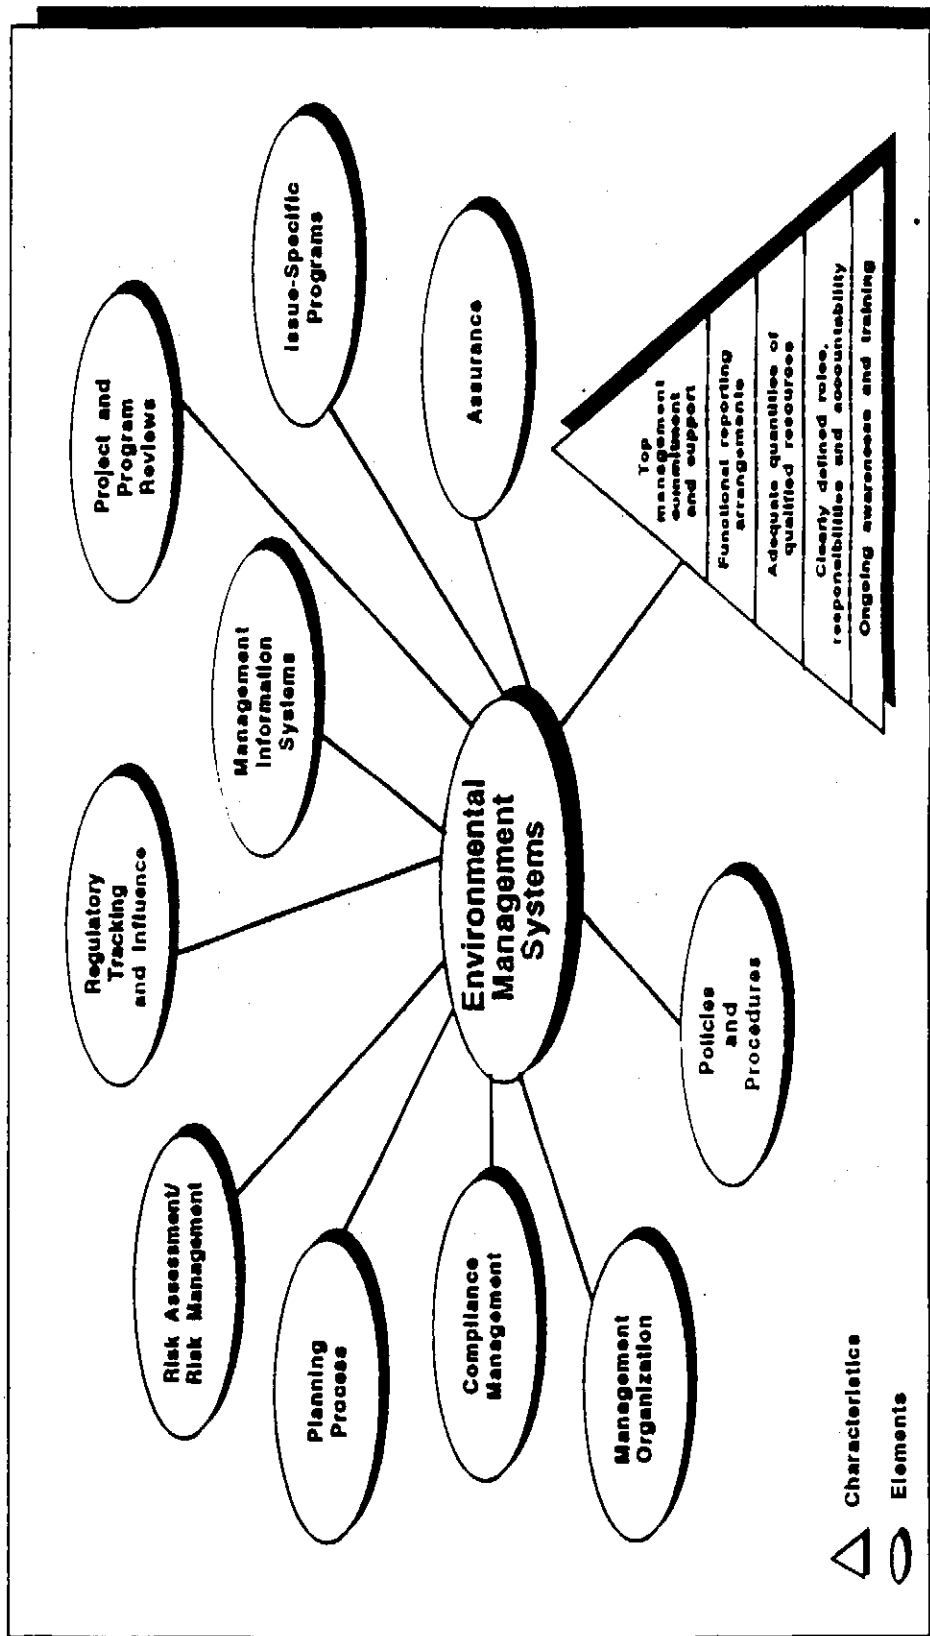 Project and
Program
Reviews
Regulatory
Tracking
and Influence
Risk Assessment/
Risk Management
Management
Information
Systems
Issue-Specific
Programs
Planning
Process
Environmental
Management
Systems
Assurance
Compliance
Management
Management
Organization
Policies
and
Procedures
Top
management
commitment
and support
Functional reporting
arrangements
Adequate quantities of
qualified resources
Clearly defined roles,
responsibilities and accountability
Ongoing awareness and training
Characteristics
Elements